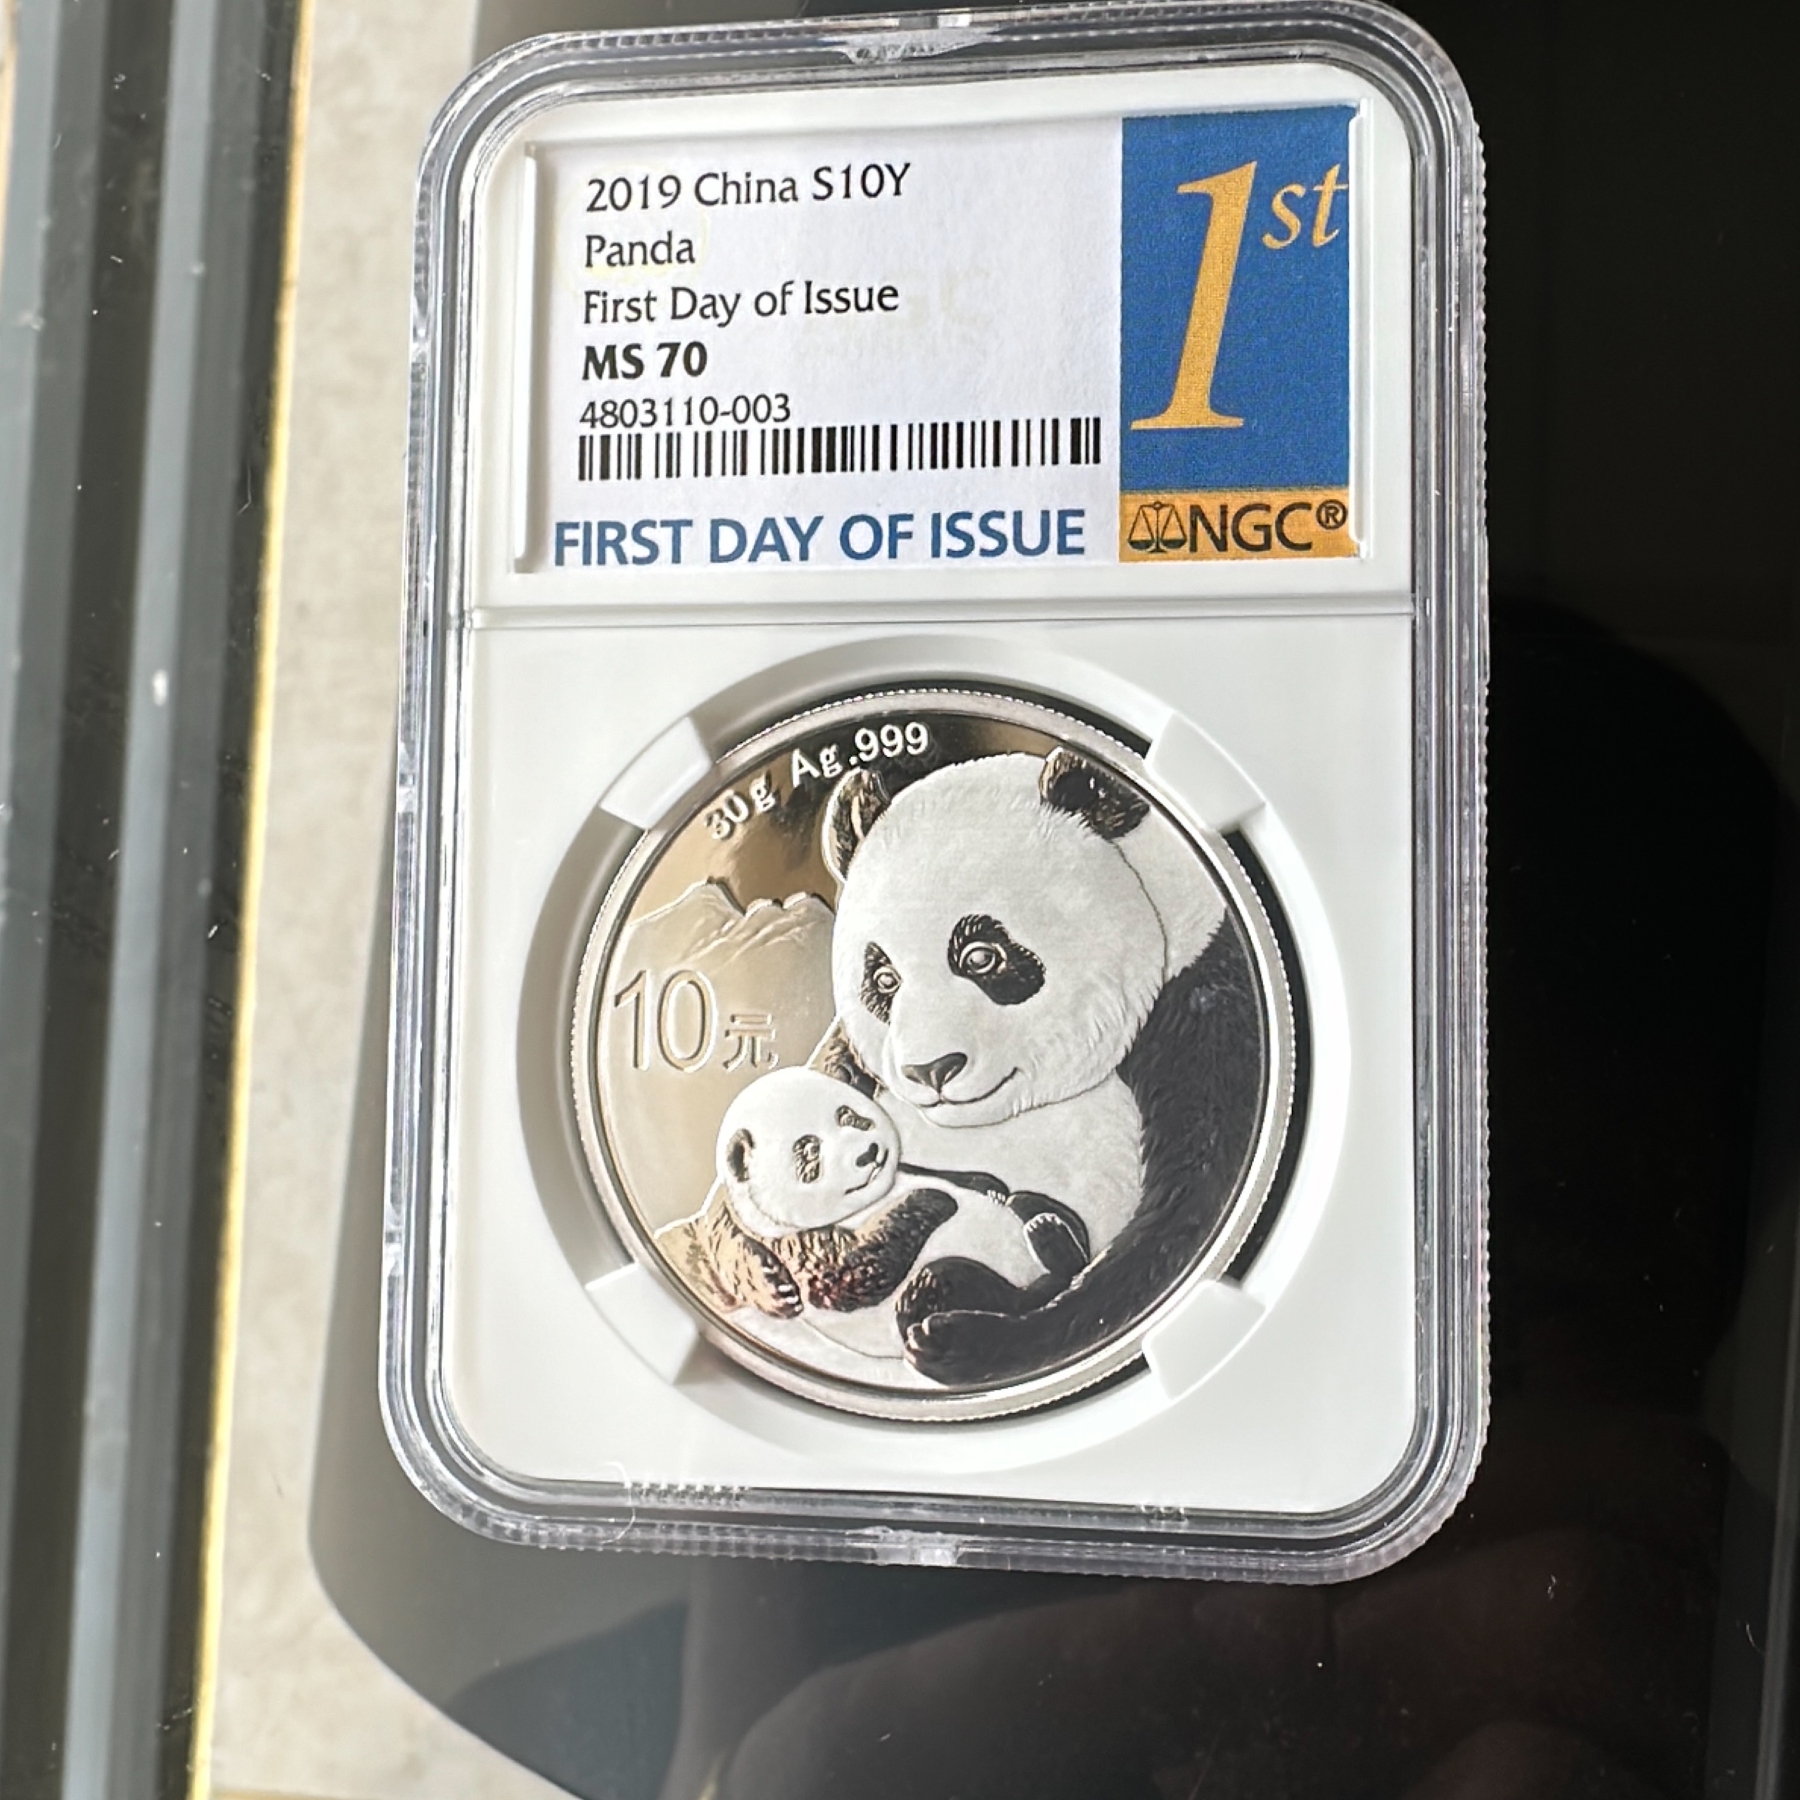 2019 China S10Y
Panda
First Day of Issue
MS 70
4803110-003
FIRST DAY OF ISSUE
1st
NGC®
30g Ag.999
10元